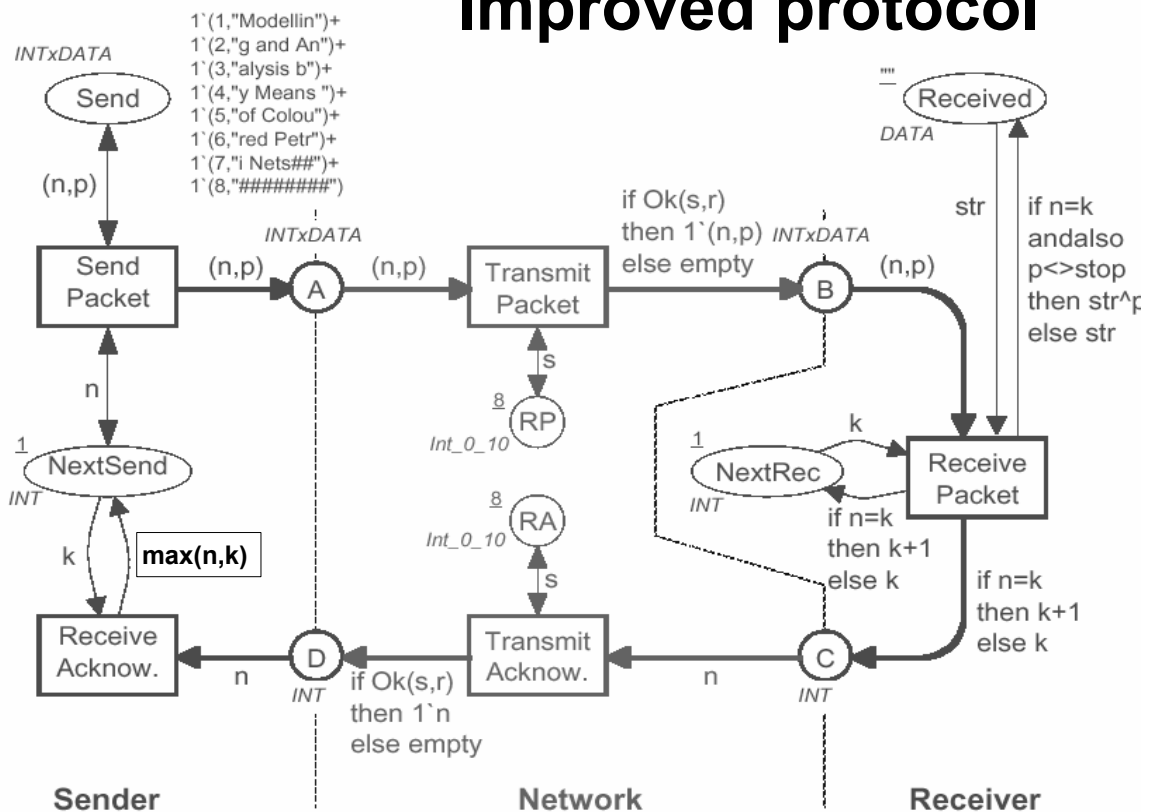 Improved protocol
1`(1,"Modellin")+
1`(2,"g and An")+
1`(3,"alysis b")+
1`(4,"y Means ")+
1`(5,"of Colou")+
1`(6,"red Petr")+
1`(7,"i Nets##")+
1`(8,"########")
INTxDATA
Send
(n,p)
Send
Packet
(n,p)
INTxDATA
A
(n,p)
Transmit
Packet
if Ok(s,r)
then 1`(n,p)
else empty
INTxDATA
B
(n,p)
""
Received
DATA
str
if n=k
andalso
p<>stop
then str^p
else str
n
1
NextSend
INT
s
8
RP
Int_0_10
k
1
NextRec
INT
Receive
Packet
if n=k
then k+1
else k
k
max(n,k)
8
RA
Int_0_10
s
if n=k
then k+1
else k
Receive
Acknow.
n
D
INT
if Ok(s,r)
then 1`n
else empty
Transmit
Acknow.
n
C
INT
Sender
Network
Receiver